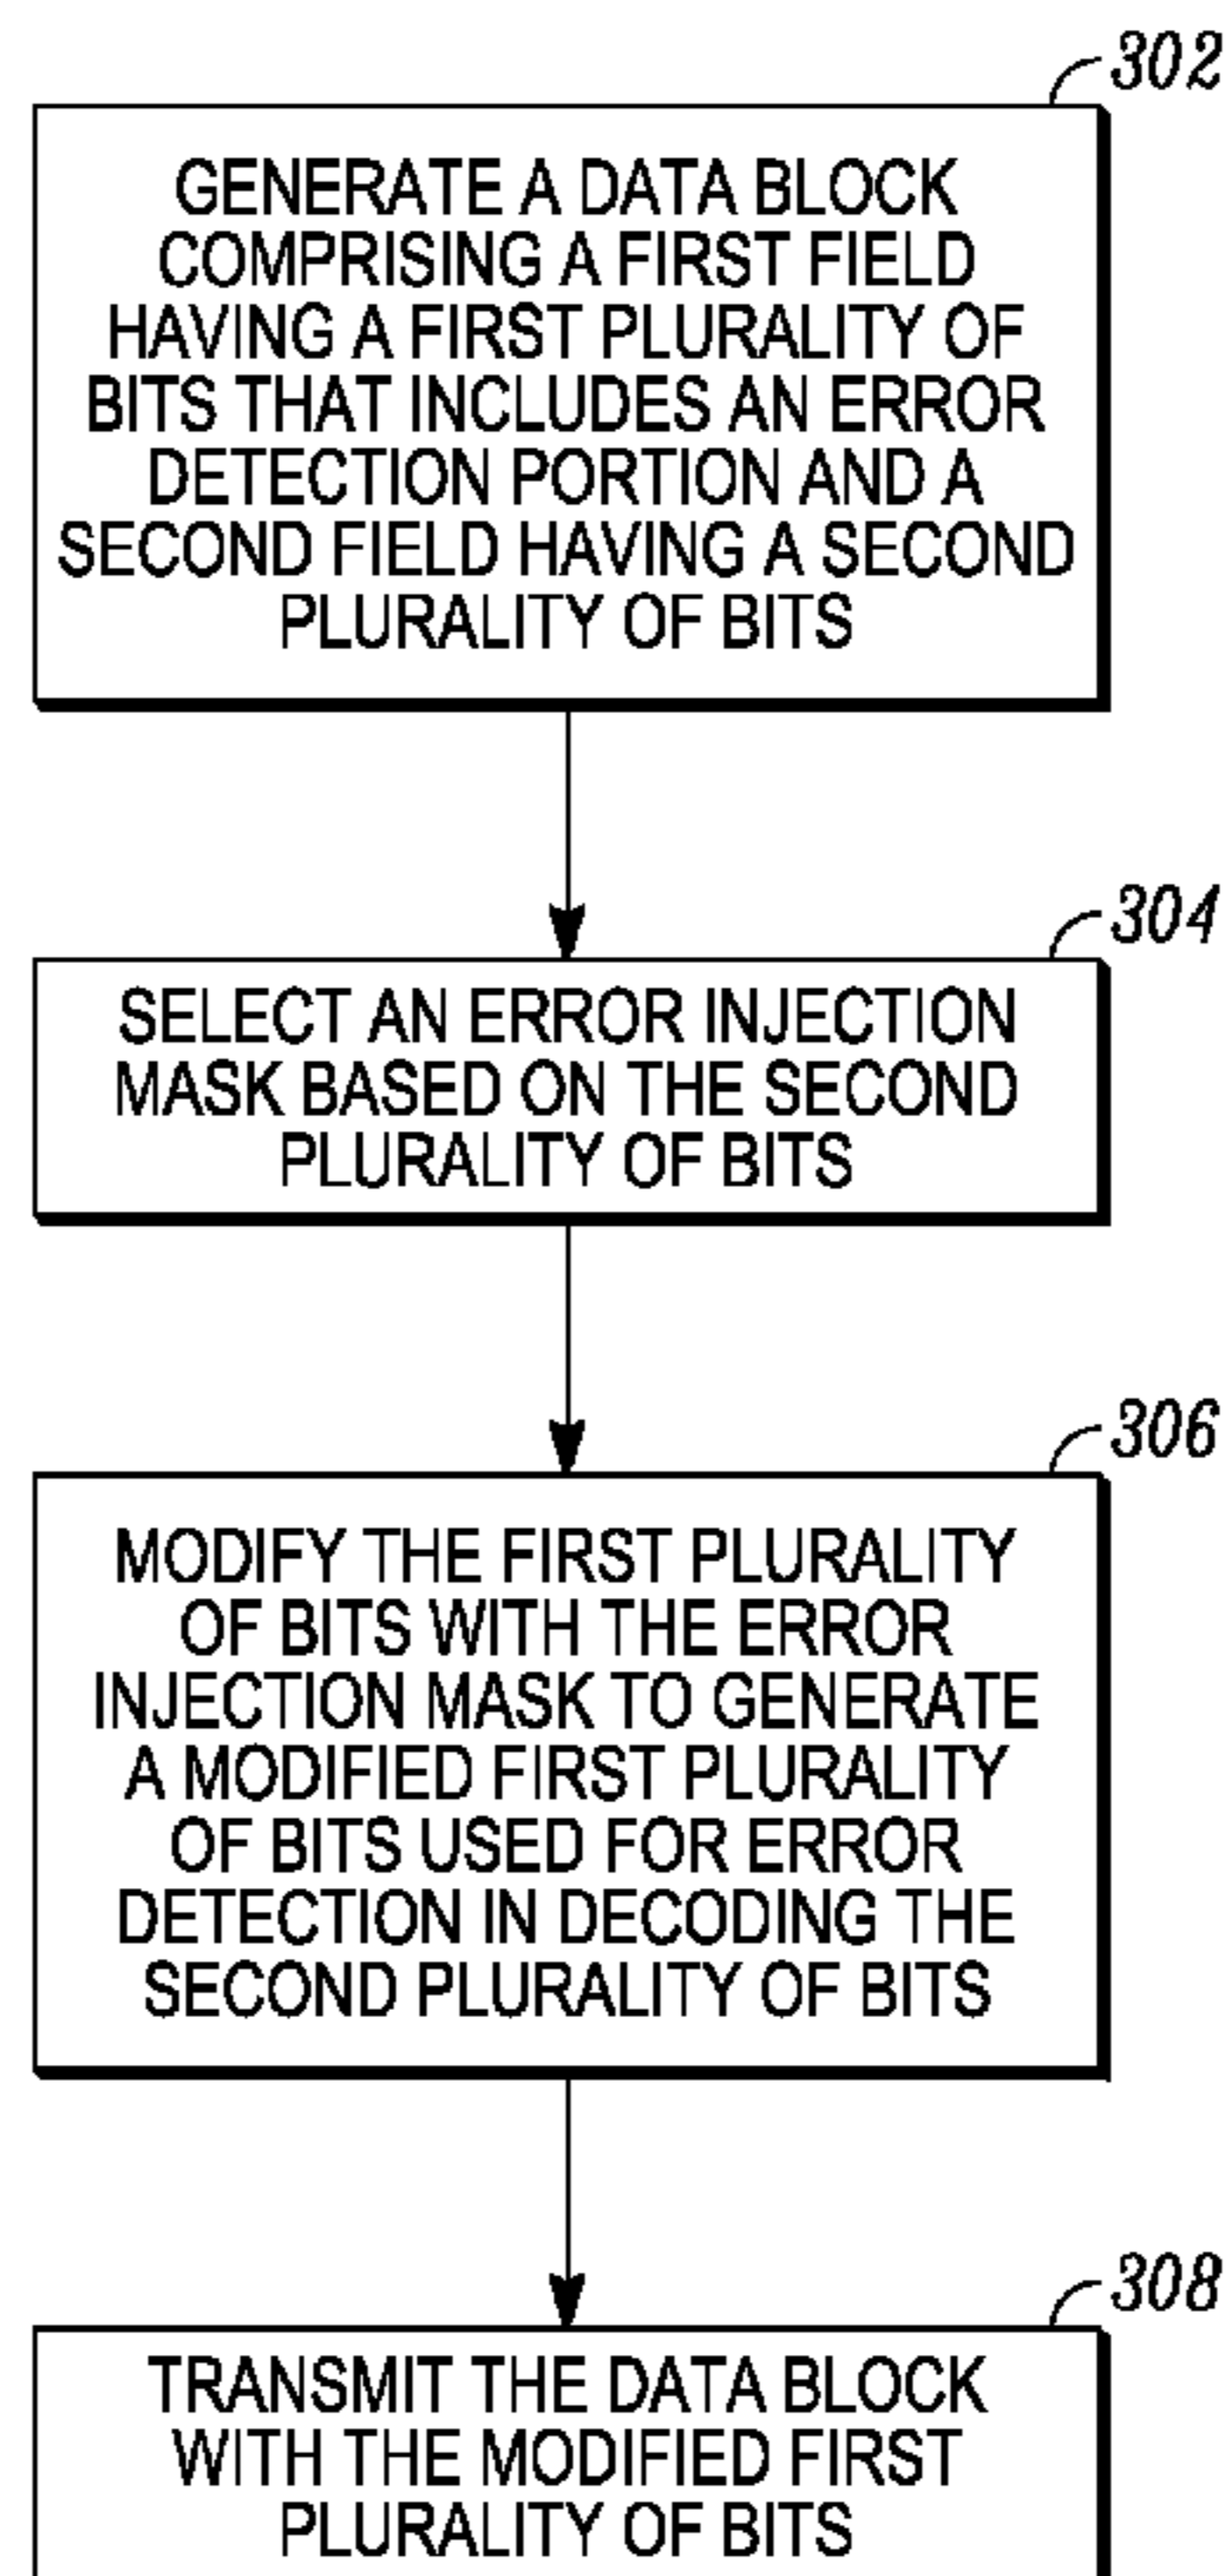 302
GENERATE A DATA BLOCK
COMPRISING A FIRST FIELD
HAVING A FIRST PLURALITY OF
BITS THAT INCLUDES AN ERROR
DETECTION PORTION AND A
SECOND FIELD HAVING A SECOND
PLURALITY OF BITS
304
SELECT AN ERROR INJECTION
MASK BASED ON THE SECOND
PLURALITY OF BITS
306
MODIFY THE FIRST PLURALITY
OF BITS WITH THE ERROR
INJECTION MASK TO GENERATE
A MODIFIED FIRST PLURALITY
OF BITS USED FOR ERROR
DETECTION IN DECODING THE
SECOND PLURALITY OF BITS
308
TRANSMIT THE DATA BLOCK
WITH THE MODIFIED FIRST
PLURALITY OF BITS